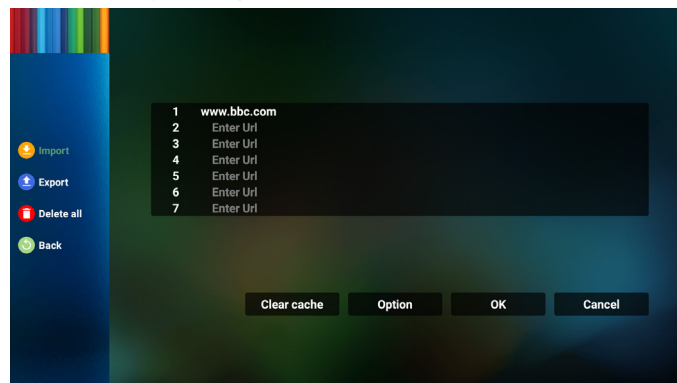 Import
Export
Delete all
Back
1 www.bbc.com
2 Enter Url
3 Enter Url
4 Enter Url
5 Enter Url
6 Enter Url
7 Enter Url
Clear cache Option OK Cancel